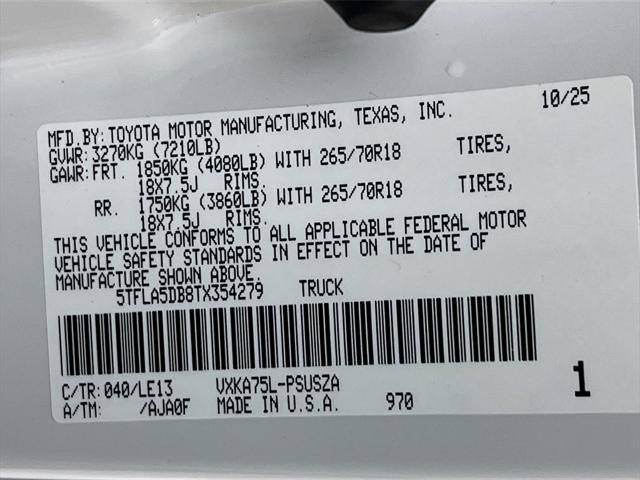 MFD.BY:TOYOTA MOTOR MANUFACTURING, TEXAS, INC. 10/25
GVWR:3270KG (7210LB)
GAWR:FRT. 1850KG (4080LB) WITH 265/70R18 TIRES,
18X7.5J RIMS.
RR. 1750KG (3860LB) WITH 265/70R18 TIRES,
18X7.5J RIMS.
THIS VEHICLE CONFORMS TO ALL APPLICABLE FEDERAL MOTOR
VEHICLE SAFETY STANDARDS IN EFFECT ON THE DATE OF
MANUFACTURE SHOWN ABOVE.
5TFLA5DB8TX354279 TRUCK
C/TR:040/LE13 VXKA75L-PSUSZA 1
A/TM: /AJA0F MADE IN U.S.A. 970